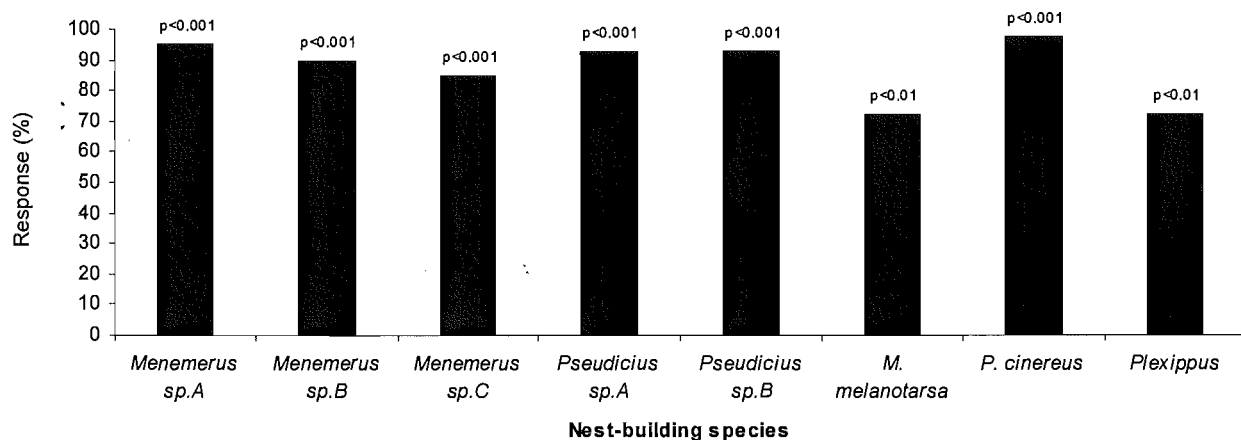 Response (%)
100
90
80
70
60
50
40
30
20
10
0
p<0.001
p<0.001
p<0.001
p<0.001
p<0.001
p<0.01
p<0.001
p<0.01
Menemerus
sp.A
Menemerus
sp.B
Menemerus
sp.C
Pseudicius
sp.A
Pseudicius
sp.B
M.
melanotarsa
P. cinereus
Plexippus
Nest-building species